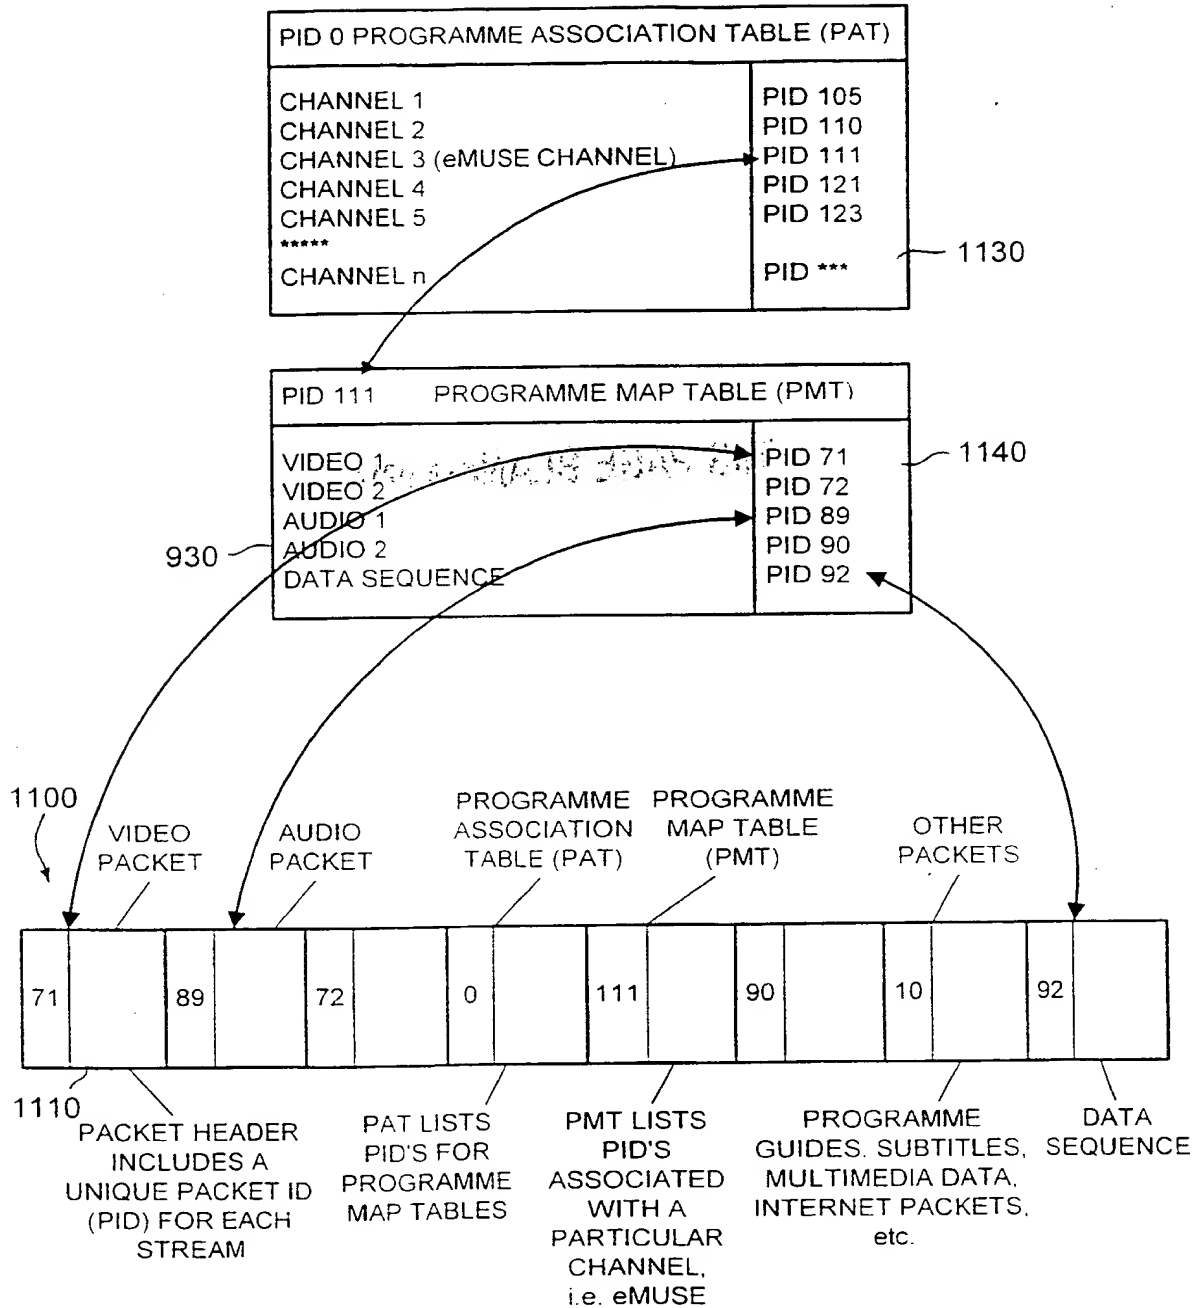 PID 0 PROGRAMME ASSOCIATION TABLE (PAT)
CHANNEL 1 PID 105
CHANNEL 2 PID 110
CHANNEL 3 (eMUSE CHANNEL) PID 111
CHANNEL 4 PID 121
CHANNEL 5 PID 123
*****
CHANNEL n PID ***
1130
PID 111 PROGRAMME MAP TABLE (PMT)
VIDEO 1 PID 71
VIDEO 2 PID 72
AUDIO 1 PID 89
AUDIO 2 PID 90
DATA SEQUENCE PID 92
1140
930
1100
VIDEO
PACKET
AUDIO
PACKET
PROGRAMME
ASSOCIATION
TABLE (PAT)
PROGRAMME
MAP TABLE
(PMT)
OTHER
PACKETS
71 89 72 0 111 90 10 92
1110
PACKET HEADER
INCLUDES A
UNIQUE PACKET ID
(PID) FOR EACH
STREAM
PAT LISTS
PID'S FOR
PROGRAMME
MAP TABLES
PMT LISTS
PID'S
ASSOCIATED
WITH A
PARTICULAR
CHANNEL,
i.e. eMUSE
PROGRAMME
GUIDES. SUBTITLES,
MULTIMEDIA DATA,
INTERNET PACKETS,
etc.
DATA
SEQUENCE